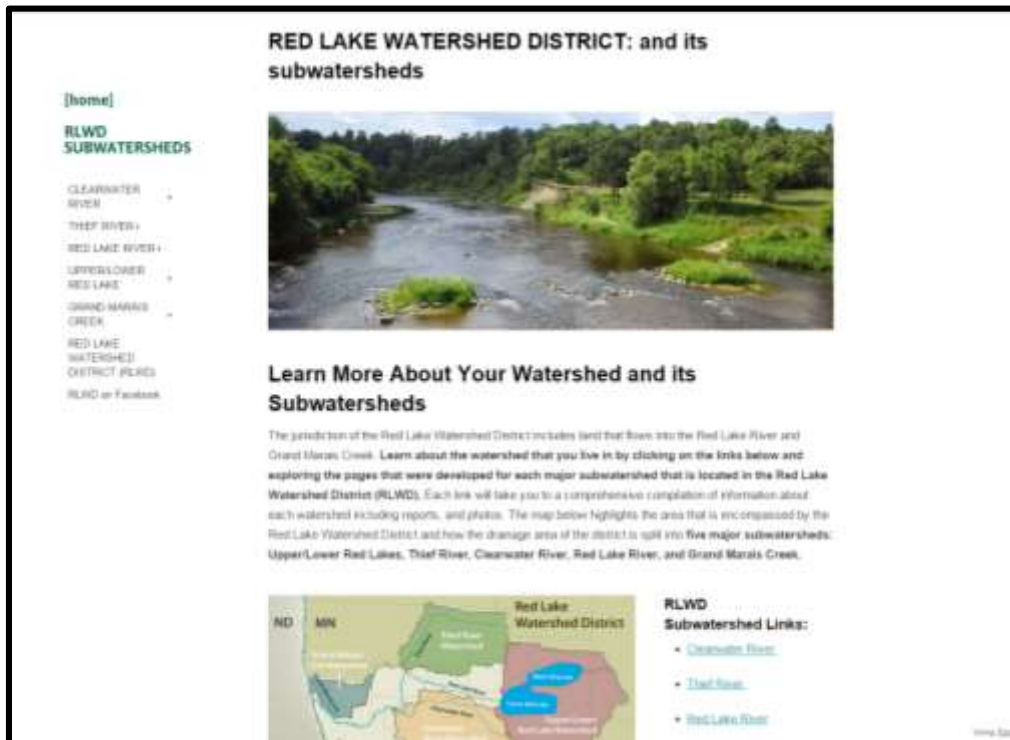 RED LAKE WATERSHED DISTRICT: and its
subwatersheds
[home]
RLWD
SUBWATERSHEDS
CLEARWATER
RIVER
THIEF RIVER
RED LAKE RIVER
UPPER/LOWER
RED LAKE
GRAND MARAIS
CREEK
RED LAKE
WATERSHED
DISTRICT (RLWD)
RLWD on Facebook
Learn More About Your Watershed and its
Subwatersheds
The jurisdiction of the Red Lake Watershed District includes land that flows into the Red Lake River and
Grand Marais Creek. Learn about the watershed that you live in by clicking on the links below and
exploring the pages that were developed for each major subwatershed that is located in the Red Lake
Watershed District (RLWD). Each link will take you to a comprehensive compilation of information about
each watershed including reports, and photos. The map below highlights the area that is encompassed by the
Red Lake Watershed District and how the drainage area of the district is split into five major subwatersheds:
Upper/Lower Red Lakes, Thief River, Clearwater River, Red Lake River, and Grand Marais Creek.
ND MN
Red Lake
Watershed District
Thief River
Watershed
Red Lake Watershed
RLWD
Subwatershed Links:
• Clearwater River
• Thief River
• Red Lake River